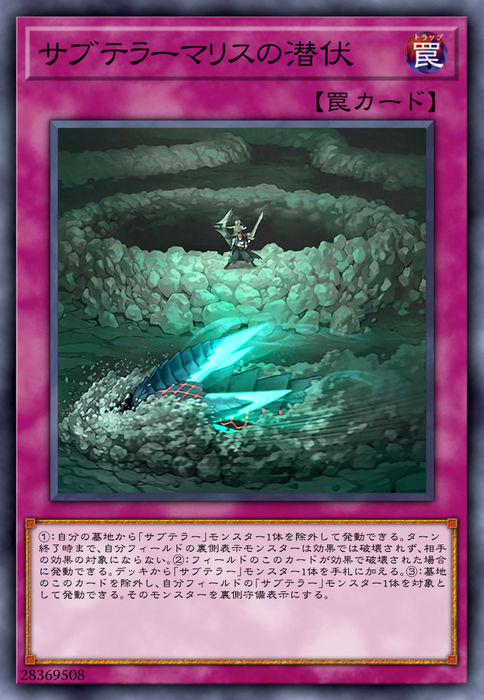 サブテラーマリスの潜伏
トラップ
罠
【罠カード】
①:自分の墓地から「サブテラー」モンスター1体を除外して発動できる。ターン
終了時まで、自分フィールドの裏側表示モンスターは効果では破壊されず、相手
の効果の対象にならない。②:フィールドのこのカードが効果で破壊された場合
に発動できる。デッキから「サブテラー」モンスター1体を手札に加える。③:墓地
のこのカードを除外し、自分フィールドの「サブテラー」モンスター1体を対象と
して発動できる。そのモンスターを裏側守備表示にする。
28369508